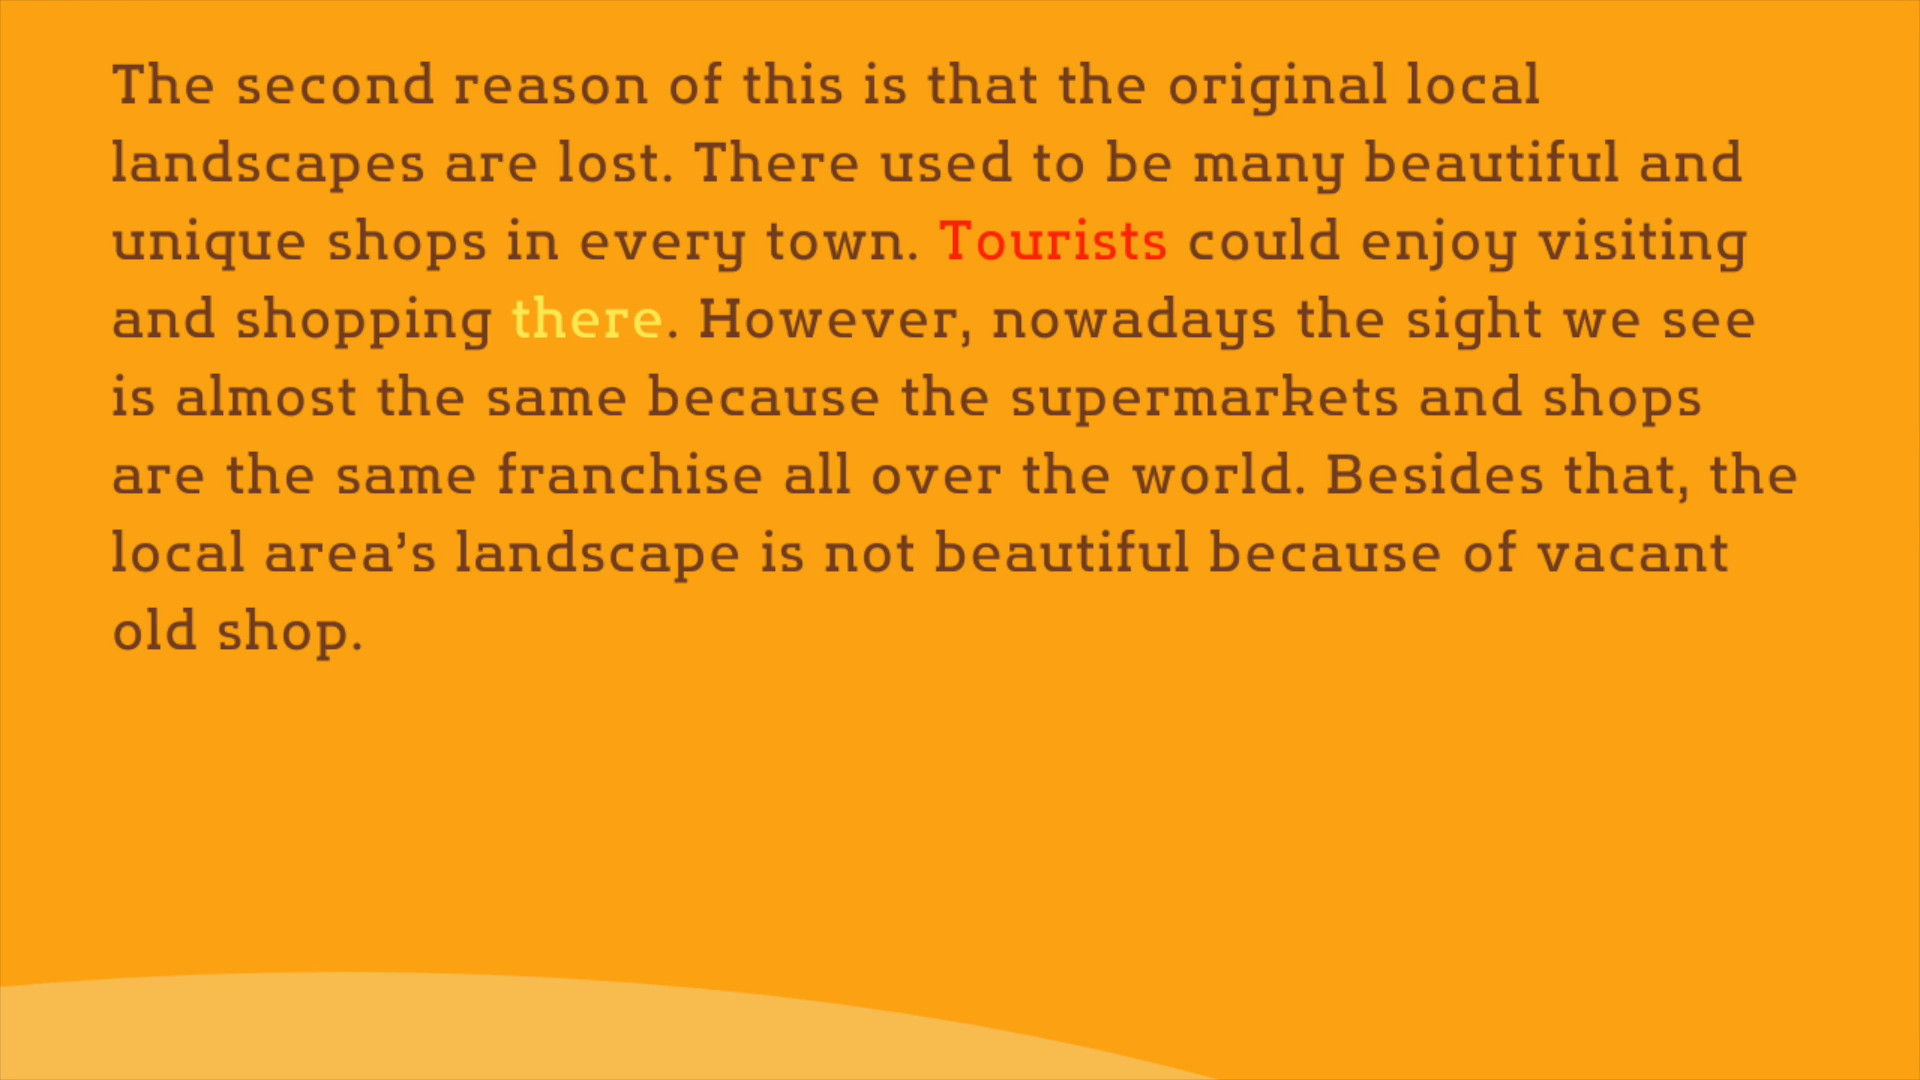 The second reason of this is that the original local
landscapes are lost. There used to be many beautiful and
unique shops in every town. Tourists could enjoy visiting
and shopping there. However, nowadays the sight we see
is almost the same because the supermarkets and shops
are the same franchise all over the world. Besides that, the
local area’s landscape is not beautiful because of vacant
old shop.